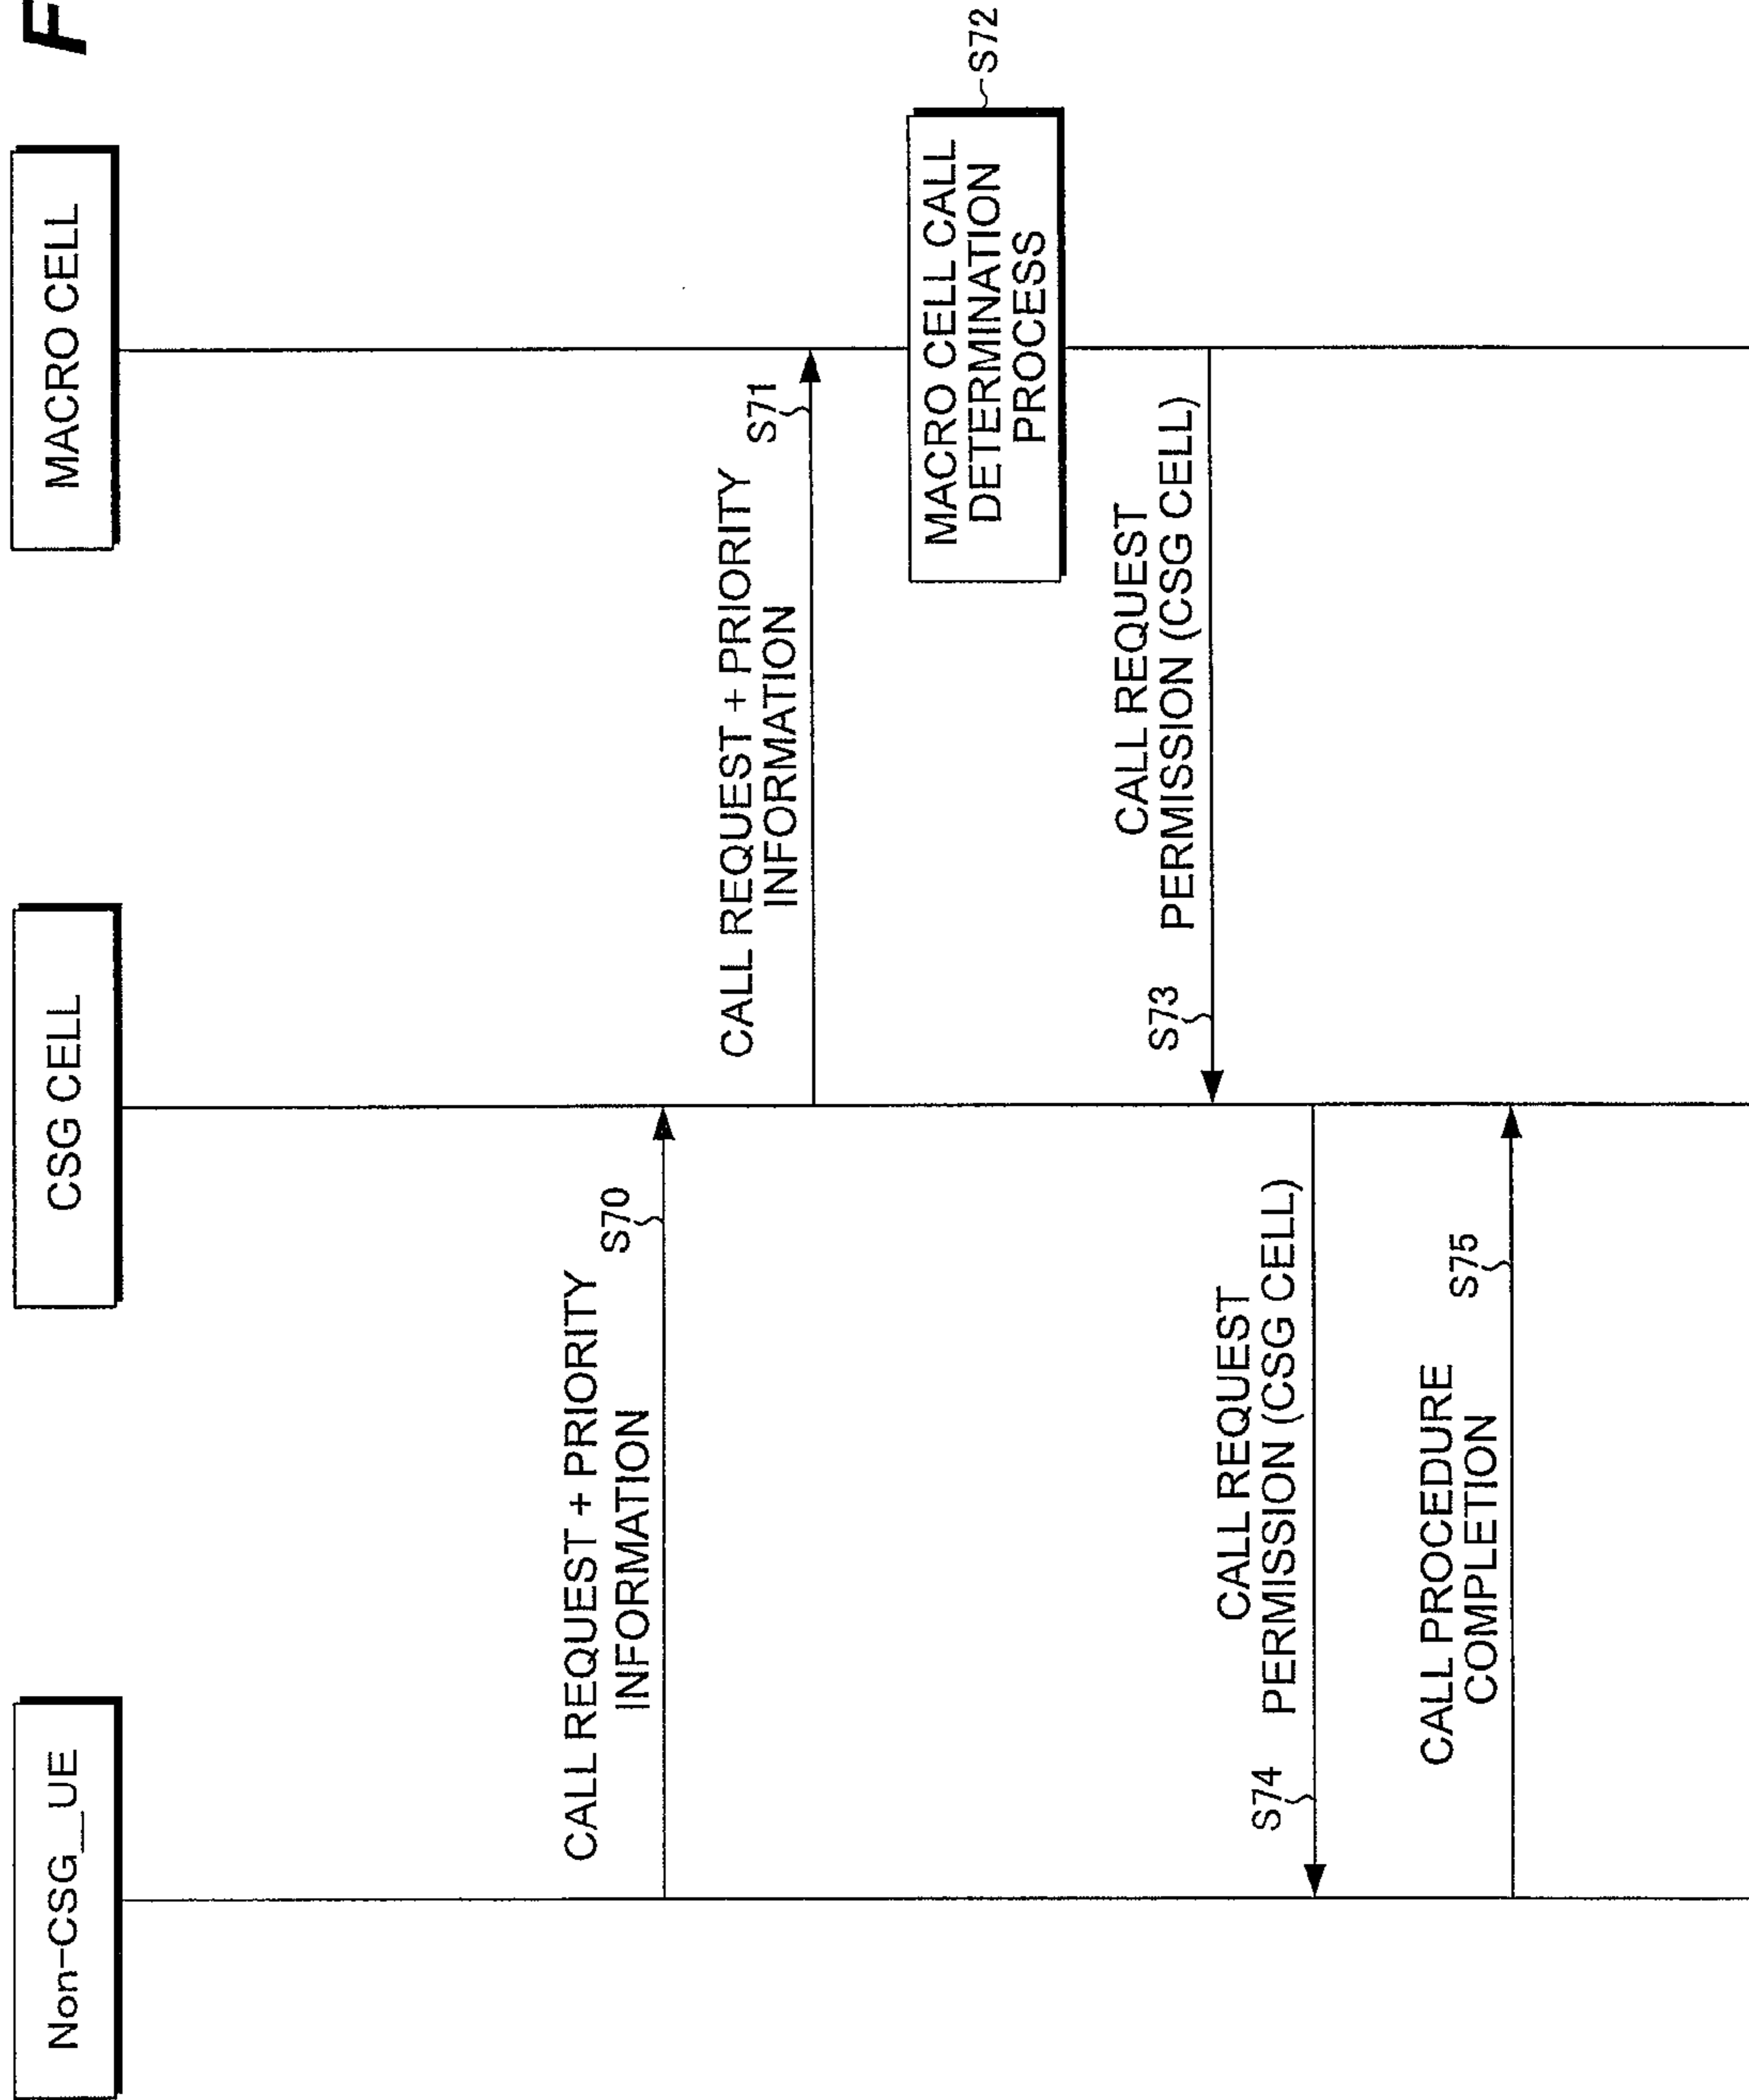 F
Non-CSG_UE
CSG CELL
MACRO CELL
CALL REQUEST + PRIORITY
INFORMATION
S70
CALL REQUEST + PRIORITY
INFORMATION
S71
MACRO CELL CALL
DETERMINATION
PROCESS
S72
CALL REQUEST
PERMISSION (CSG CELL)
S73
CALL REQUEST
PERMISSION (CSG CELL)
S74
CALL PROCEDURE
COMPLETION
S75